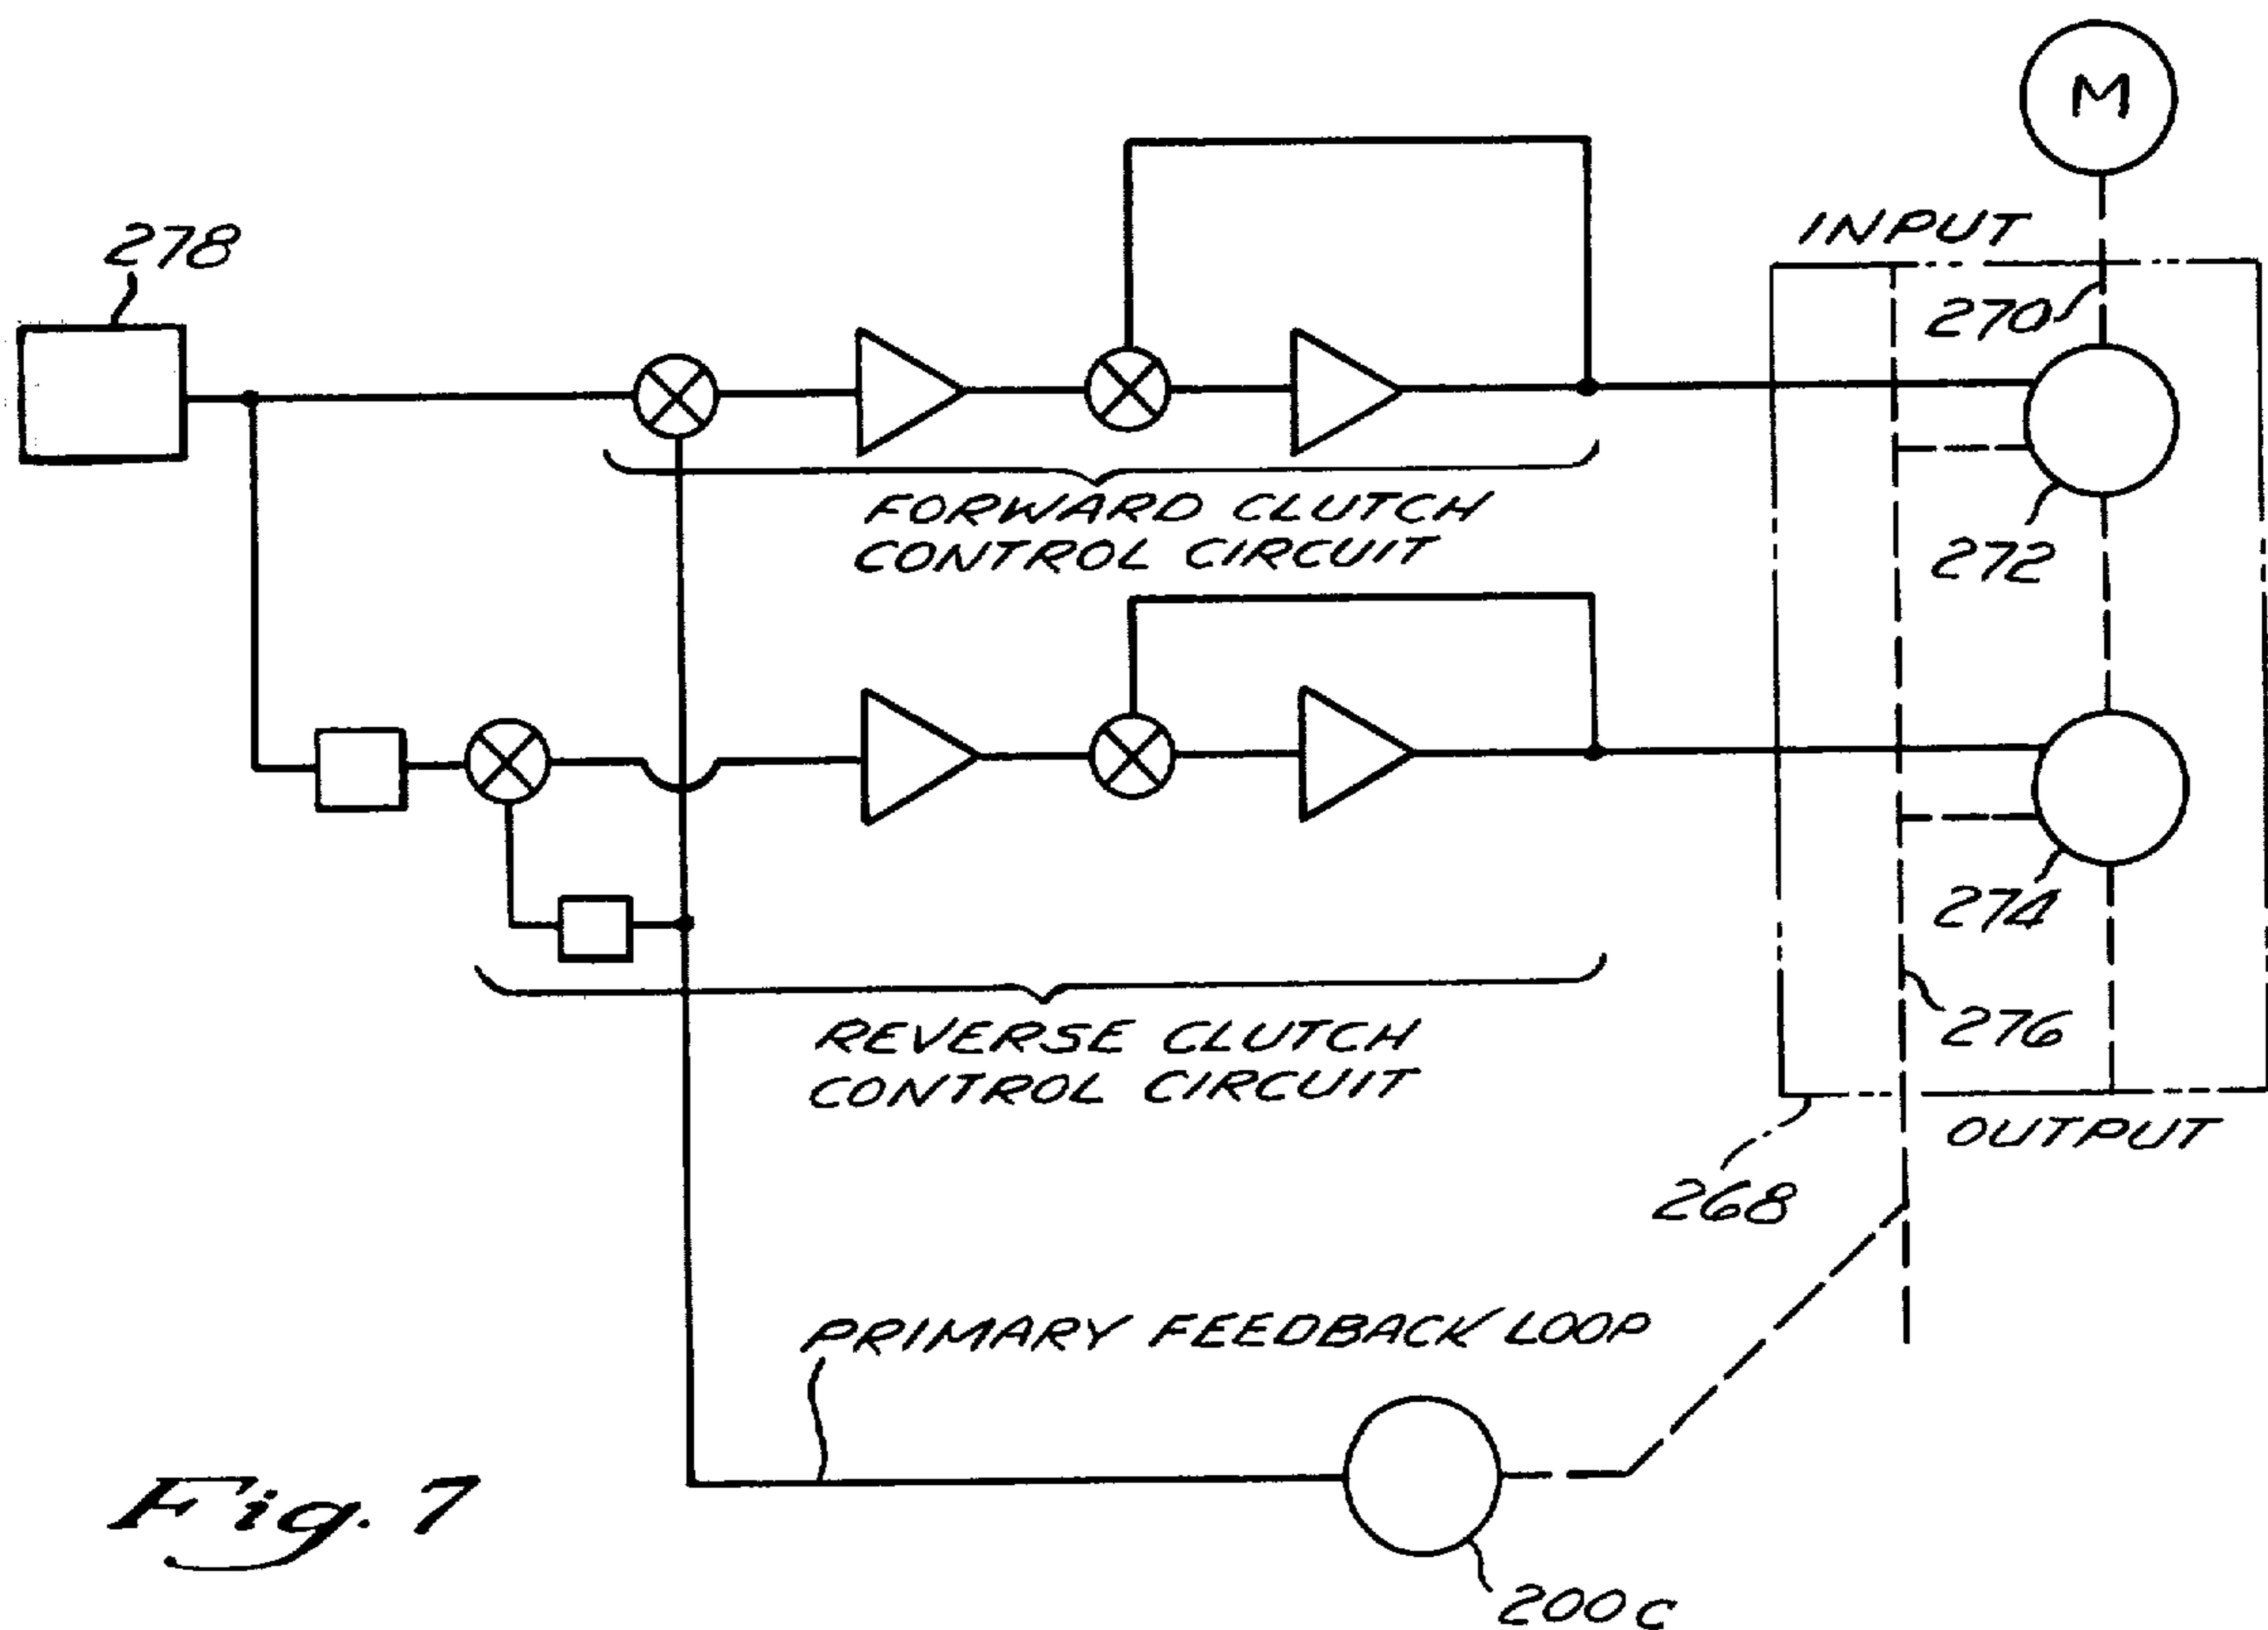 M
INPUT
278
270
FORWARD CLUTCH
CONTROL CIRCUIT
272
274
276
REVERSE CLUTCH
CONTROL CIRCUIT
OUTPUT
268
PRIMARY FEEDBACK LOOP
Fig. 7
200C